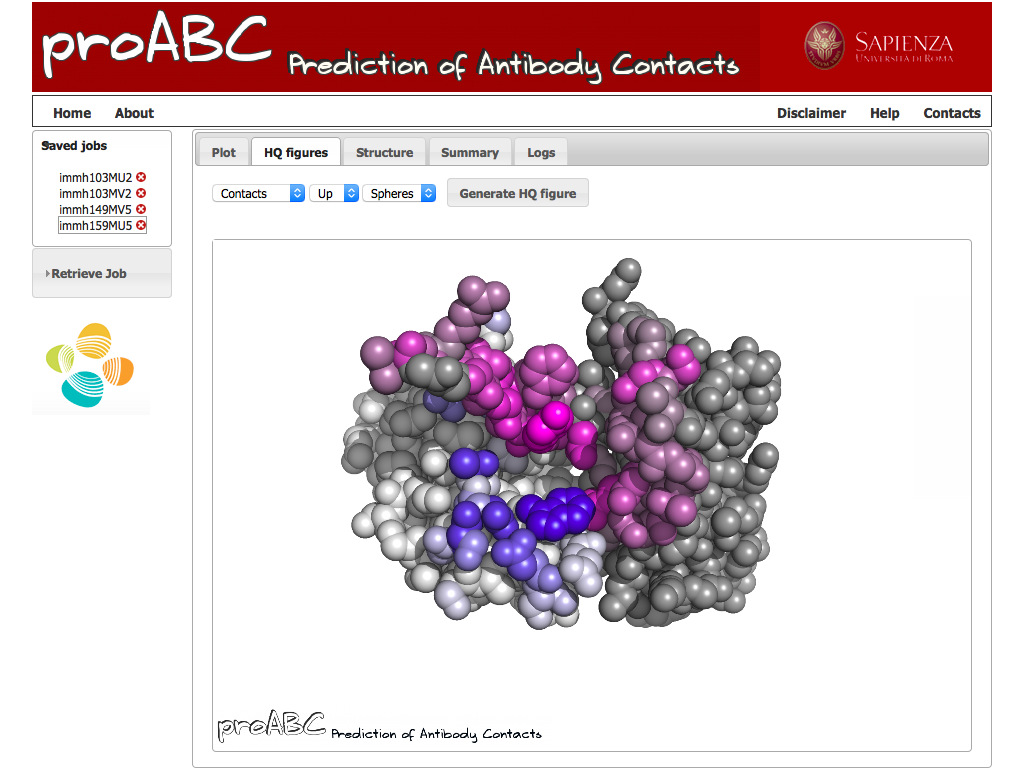 proABC Prediction of Antibody Contacts
SAPIENZA
UNIVERSITÀ DI ROMA
Home About Disclaimer Help Contacts
Saved jobs
immh103MU2
immh103MV2
immh149MV5
immh159MU5
Retrieve Job
Plot HQ figures Structure Summary Logs
Contacts Up Spheres Generate HQ figure
proABC Prediction of Antibody Contacts